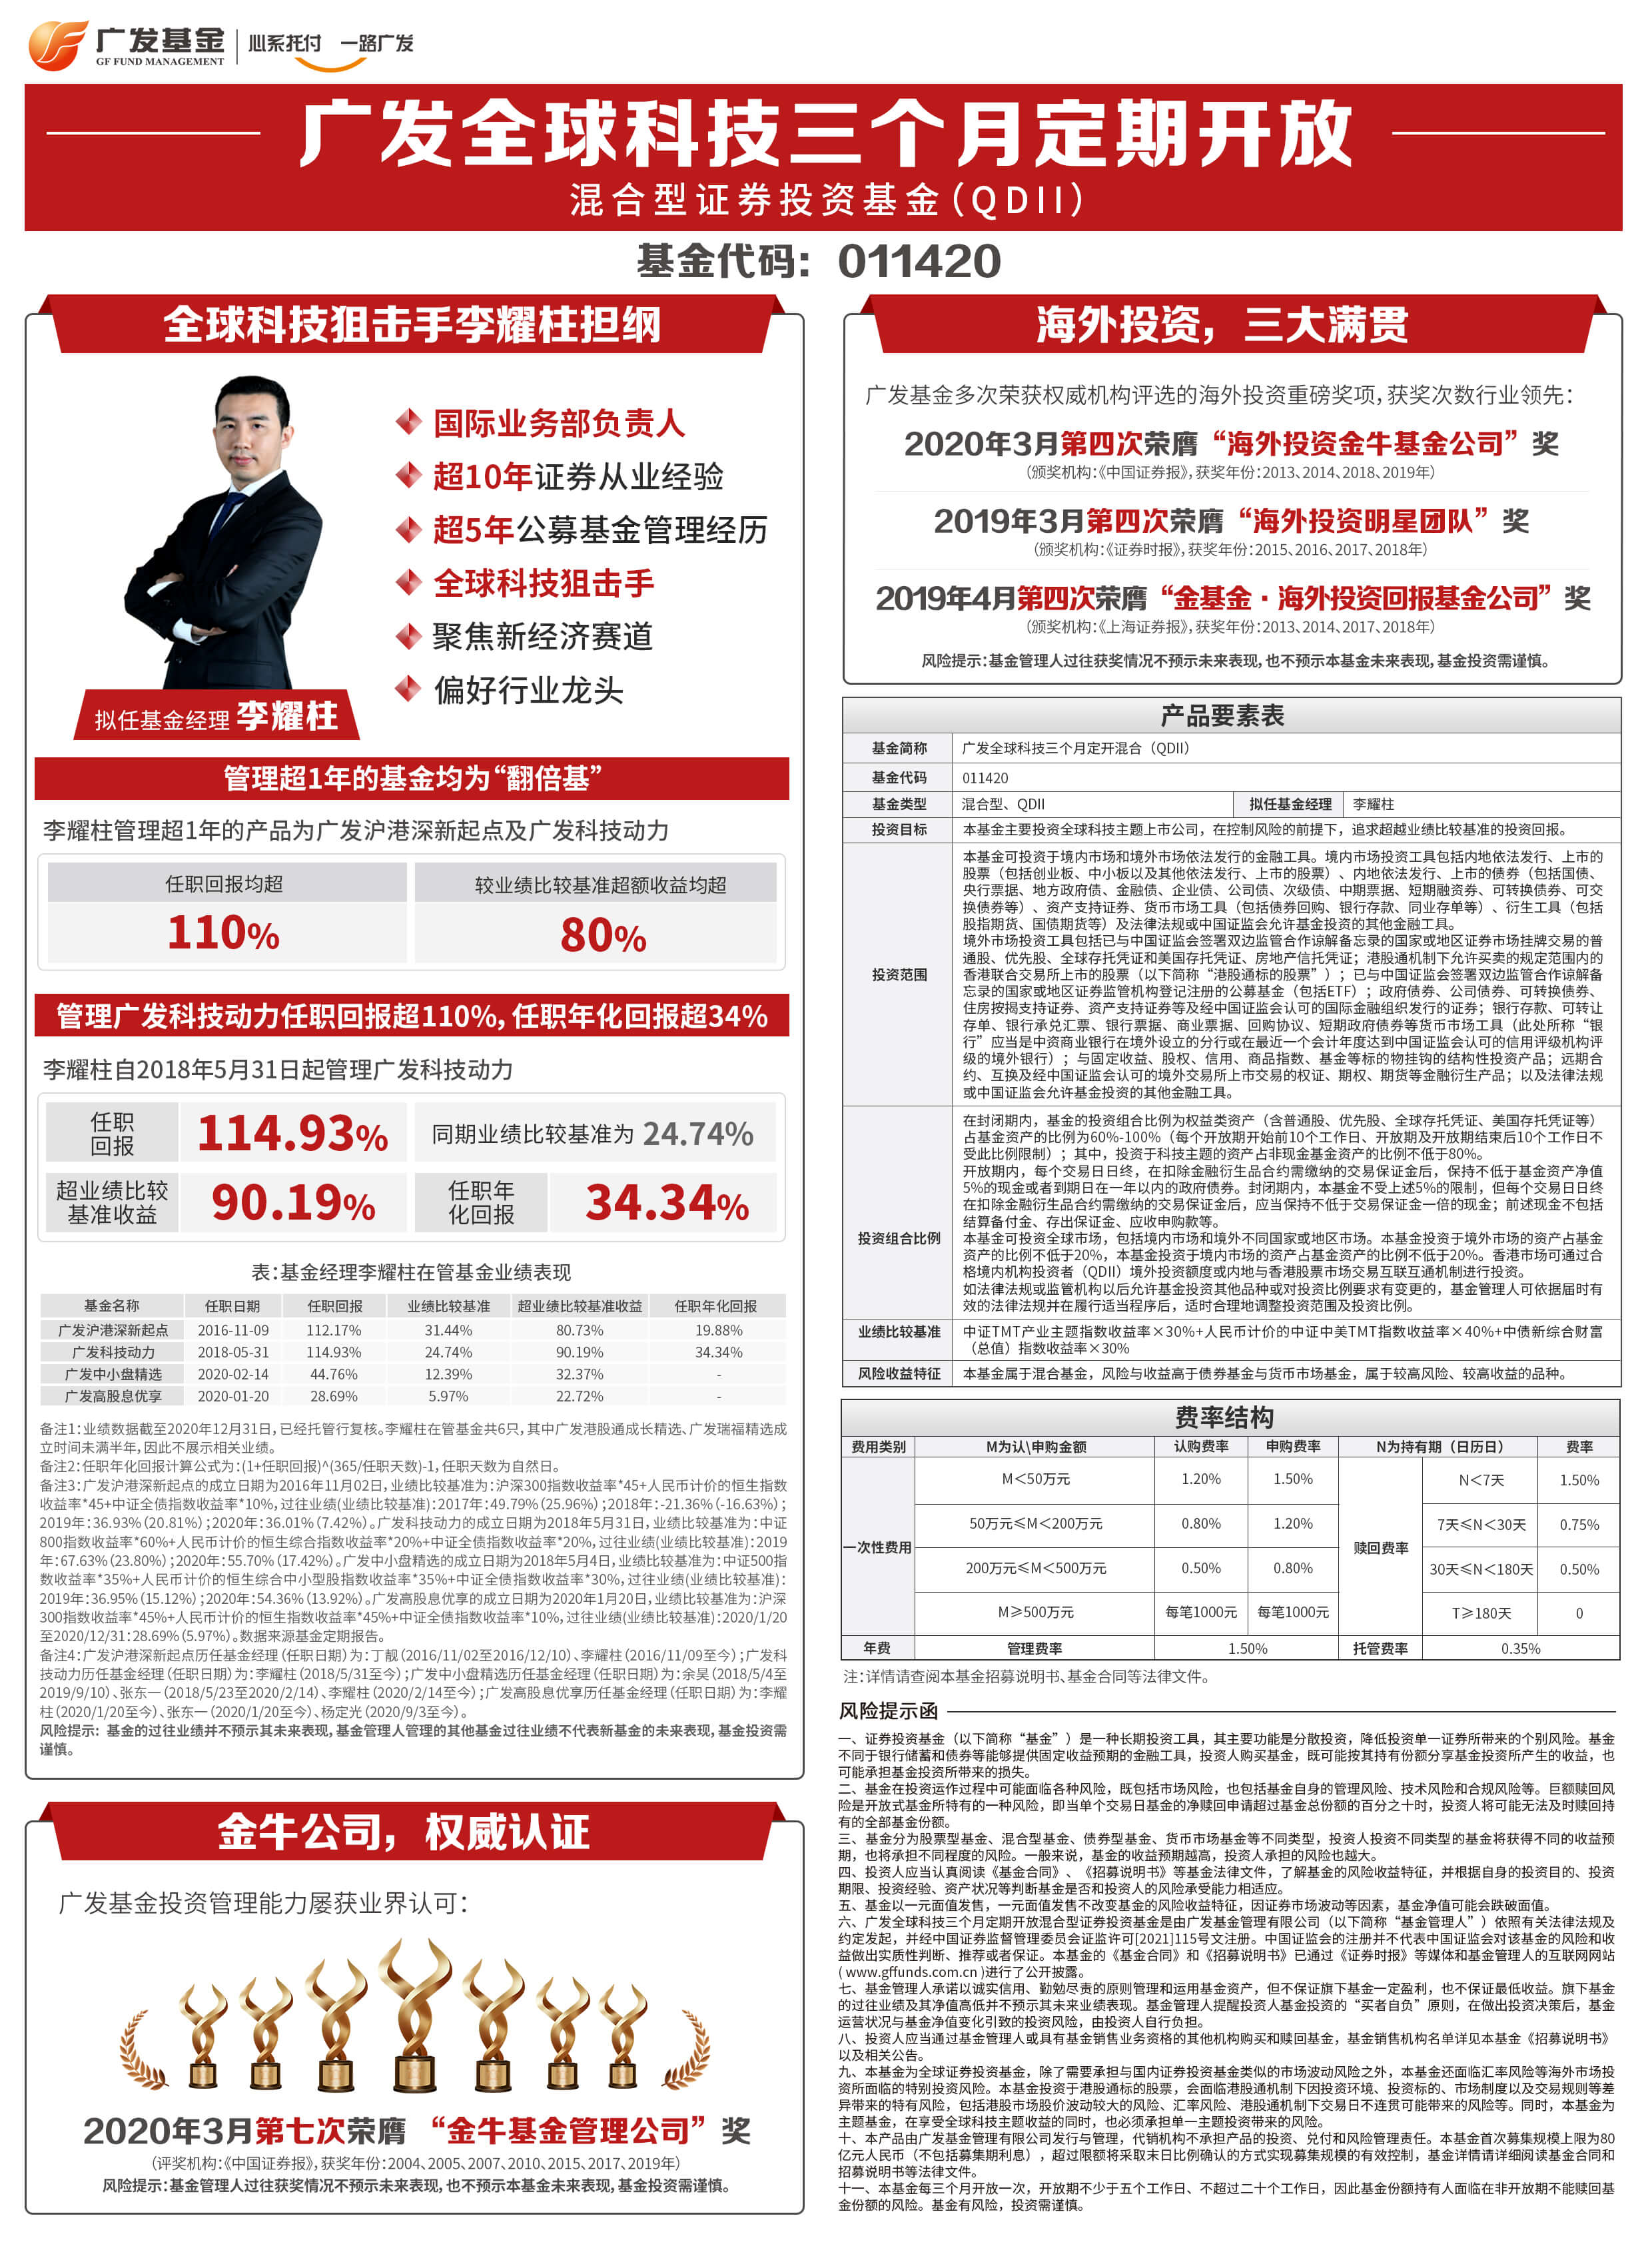 广发基金
GF FUND MANAGEMENT
心系托付 一路广发
广发全球科技三个月定期开放
混合型证券投资基金(QDII)
基金代码：011420
全球科技狙击手李耀柱担纲
国际业务部负责人
超10年证券从业经验
超5年公募基金管理经历
全球科技狙击手
聚焦新经济赛道
偏好行业龙头
拟任基金经理 李耀柱
管理超1年的基金均为“翻倍基”
李耀柱管理超1年的产品为广发沪港深新起点及广发科技动力
任职回报均超 较业绩比较基准超额收益均超
110% 80%
管理广发科技动力任职回报超110%，任职年化回报超34%
李耀柱自2018年5月31日起管理广发科技动力
任职回报 114.93% 同期业绩比较基准为 24.74%
超业绩比较基准收益 90.19% 任职年化回报 34.34%
表：基金经理李耀柱在管基金业绩表现
基金名称 任职日期 任职回报 业绩比较基准 超业绩比较基准收益 任职年化回报
广发沪港深新起点 2016-11-09 112.17% 31.44% 80.73% 19.88%
广发科技动力 2018-05-31 114.93% 24.74% 90.19% 34.34%
广发中小盘精选 2020-02-14 44.76% 12.39% 32.37% -
广发高股息优享 2020-01-20 28.69% 5.97% 22.72% -
备注1：业绩数据截至2020年12月31日，已经托管行复核。李耀柱在管基金共6只，其中广发港股通成长精选、广发瑞福精选成
立时间未满半年，因此不展示相关业绩。
备注2：任职年化回报计算公式为：(1+任职回报)^(365/任职天数)-1，任职天数为自然日。
备注3：广发沪港深新起点的成立日期为2016年11月02日，业绩比较基准为：沪深300指数收益率*45+人民币计价的恒生指数
收益率*45+中证全债指数收益率*10%，过往业绩(业绩比较基准)：2017年：49.79%(25.96%)；2018年：-21.36%(-16.63%)；
2019年：36.93%(20.81%)；2020年：36.01%(7.42%)。广发科技动力的成立日期为2018年5月31日，业绩比较基准为：中证
800指数收益率*60%+人民币计价的恒生综合指数收益率*20%+中证全债指数收益率*20%，过往业绩(业绩比较基准)：2019
年：67.63%(23.80%)；2020年：55.70%(17.42%)。广发中小盘精选的成立日期为2018年5月4日，业绩比较基准为：中证500指
数收益率*35%+人民币计价的恒生综合中小型股指数收益率*35%+中证全债指数收益率*30%，过往业绩(业绩比较基准)：
2019年：36.95%(15.12%)；2020年：54.36%(13.92%)。广发高股息优享的成立日期为2020年1月20日，业绩比较基准为：沪深
300指数收益率*45%+人民币计价的恒生指数收益率*45%+中证全债指数收益率*10%，过往业绩(业绩比较基准)：2020/1/20
至2020/12/31：28.69%(5.97%)。数据来源基金定期报告。
备注4：广发沪港深新起点历任基金经理(任职日期)为：丁靓(2016/11/02至2016/12/10)、李耀柱(2016/11/09至今)；广发科
技动力历任基金经理(任职日期)为：李耀柱(2018/5/31至今)；广发中小盘精选历任基金经理(任职日期)为：余昊(2018/5/4至
2019/9/10)、张东一(2018/5/23至2020/2/14)、李耀柱(2020/2/14至今)；广发高股息优享历任基金经理(任职日期)为：李耀
柱(2020/1/20至今)、张东一(2020/1/20至今)、杨定光(2020/9/3至今)。
风险提示：基金的过往业绩并不预示其未来表现，基金管理人管理的其他基金过往业绩不代表新基金的未来表现，基金投资需
谨慎。
金牛公司，权威认证
广发基金投资管理能力屡获业界认可：
2020年3月第七次荣膺 “金牛基金管理公司” 奖
(评奖机构：《中国证券报》，获奖年份：2004、2005、2007、2010、2015、2017、2019年)
风险提示：基金管理人过往获奖情况不预示未来表现，也不预示本基金未来表现，基金投资需谨慎。
海外投资，三大满贯
广发基金多次荣获权威机构评选的海外投资重磅奖项，获奖次数行业领先：
2020年3月第四次荣膺“海外投资金牛基金公司”奖
(颁奖机构：《中国证券报》，获奖年份：2013、2014、2018、2019年)
2019年3月第四次荣膺“海外投资明星团队”奖
(颁奖机构：《证券时报》，获奖年份：2015、2016、2017、2018年)
2019年4月第四次荣膺“金基金·海外投资回报基金公司”奖
(颁奖机构：《上海证券报》，获奖年份：2013、2014、2017、2018年)
风险提示：基金管理人过往获奖情况不预示未来表现，也不预示本基金未来表现，基金投资需谨慎。
产品要素表
基金简称 广发全球科技三个月定开混合（QDII）
基金代码 011420
基金类型 混合型、QDII 拟任基金经理 李耀柱
投资目标 本基金主要投资全球科技主题上市公司，在控制风险的前提下，追求超越业绩比较基准的投资回报。
投资范围
本基金可投资于境内市场和境外市场依法发行的金融工具。境内市场投资工具包括内地依法发行、上市的
股票（包括创业板、中小板以及其他依法发行、上市的股票）、内地依法发行、上市的债券（包括国债、
央行票据、地方政府债、金融债、企业债、公司债、次级债、中期票据、短期融资券、可转换债券、可交
换债券等）、资产支持证券、货币市场工具（包括债券回购、银行存款、同业存单等）、衍生工具（包括
股指期货、国债期货等）及法律法规或中国证监会允许基金投资的其他金融工具。
境外市场投资工具包括已与中国证监会签署双边监管合作谅解备忘录的国家或地区证券市场挂牌交易的普
通股、优先股、全球存托凭证和美国存托凭证、房地产信托凭证；港股通机制下允许买卖的规定范围内的
香港联合交易所上市的股票（以下简称“港股通标的股票”）；已与中国证监会签署双边监管合作谅解备
忘录的国家或地区证券监管机构登记注册的公募基金（包括ETF）；政府债券、公司债券、可转换债券、
住房按揭支持证券、资产支持证券等及经中国证监会认可的国际金融组织发行的证券；银行存款、可转让
存单、银行承兑汇票、银行票据、商业票据、回购协议、短期政府债券等货币市场工具（此处所称“银
行”应当是中资商业银行在境外设立的分行或在最近一个会计年度达到中国证监会认可的信用评级机构评
级的境外银行）；与固定收益、股权、信用、商品指数、基金等标的物挂钩的结构性投资产品；远期合
约、互换及经中国证监会认可的境外交易所上市交易的权证、期权、期货等金融衍生产品；以及法律法规
或中国证监会允许基金投资的其他金融工具。
投资组合比例
在封闭期内，基金的投资组合比例为权益类资产（含普通股、优先股、全球存托凭证、美国存托凭证等）
占基金资产的比例为60%-100%（每个开放期开始前10个工作日、开放期及开放期结束后10个工作日不
受此比例限制）；其中，投资于科技主题的资产占非现金基金资产的比例不低于80%。
开放期内，每个交易日日终，在扣除金融衍生品合约需缴纳的交易保证金后，保持不低于基金资产净值
5%的现金或者到期日在一年以内的政府债券。封闭期内，本基金不受上述5%的限制，但每个交易日日终
在扣除金融衍生品合约需缴纳的交易保证金后，应当保持不低于交易保证金一倍的现金；前述现金不包括
结算备付金、存出保证金、应收申购款等。
本基金可投资全球市场，包括境内市场和境外不同国家或地区市场。本基金投资于境外市场的资产占基金
资产的比例不低于20%，本基金投资于境内市场的资产占基金资产的比例不低于20%。香港市场可通过合
格境内机构投资者（QDII）境外投资额度或内地与香港股票市场交易互联互通机制进行投资。
如法律法规或监管机构以后允许基金投资其他品种或对投资比例要求有变更的，基金管理人可依据届时有
效的法律法规并在履行适当程序后，适时合理地调整投资范围及投资比例。
业绩比较基准 中证TMT产业主题指数收益率×30%+人民币计价的中证中美TMT指数收益率×40%+中债新综合财富
（总值）指数收益率×30%
风险收益特征 本基金属于混合基金，风险与收益高于债券基金与货币市场基金，属于较高风险、较高收益的品种。
费率结构
费用类别 M为认\申购金额 认购费率 申购费率 N为持有期（日历日） 费率
一次性费用 M＜50万元 1.20% 1.50% 赎回费率 N＜7天 1.50%
50万元≤M＜200万元 0.80% 1.20% 7天≤N＜30天 0.75%
200万元≤M＜500万元 0.50% 0.80% 30天≤N＜180天 0.50%
M≥500万元 每笔1000元 每笔1000元 T≥180天 0
年费 管理费率 1.50% 托管费率 0.35%
注：详情请查阅本基金招募说明书、基金合同等法律文件。
风险提示函
一、证券投资基金（以下简称“基金”）是一种长期投资工具，其主要功能是分散投资，降低投资单一证券所带来的个别风险。基金
不同于银行储蓄和债券等能够提供固定收益预期的金融工具，投资人购买基金，既可能按其持有份额分享基金投资所产生的收益，也
可能承担基金投资所带来的损失。
二、基金在投资运作过程中可能面临各种风险，既包括市场风险，也包括基金自身的管理风险、技术风险和合规风险等。巨额赎回风
险是开放式基金所特有的一种风险，即当单个交易日基金的净赎回申请超过基金总份额的百分之十时，投资人将可能无法及时赎回持
有的全部基金份额。
三、基金分为股票型基金、混合型基金、债券型基金、货币市场基金等不同类型，投资人投资不同类型的基金将获得不同的收益预
期，也将承担不同程度的风险。一般来说，基金的收益预期越高，投资人承担的风险也越大。
四、投资人应当认真阅读《基金合同》、《招募说明书》等基金法律文件，了解基金的风险收益特征，并根据自身的投资目的、投资
期限、投资经验、资产状况等判断基金是否和投资人的风险承受能力相适应。
五、基金以一元面值发售，一元面值发售不改变基金的风险收益特征，因证券市场波动等因素，基金净值可能会跌破面值。
六、广发全球科技三个月定期开放混合型证券投资基金是由广发基金管理有限公司（以下简称“基金管理人”）依照有关法律法规及
约定发起，并经中国证券监督管理委员会证监许可[2021]115号文注册。中国证监会的注册并不代表中国证监会对该基金的风险和收
益做出实质性判断、推荐或者保证。本基金的《基金合同》和《招募说明书》已通过《证券时报》等媒体和基金管理人的互联网网站
( www.gffunds.com.cn )进行了公开披露。
七、基金管理人承诺以诚实信用、勤勉尽责的原则管理和运用基金资产，但不保证旗下基金一定盈利，也不保证最低收益。旗下基金
的过往业绩及其净值高低并不预示其未来业绩表现。基金管理人提醒投资人基金投资的“买者自负”原则，在做出投资决策后，基金
运营状况与基金净值变化引致的投资风险，由投资人自行负担。
八、投资人应当通过基金管理人或具有基金销售业务资格的其他机构购买和赎回基金，基金销售机构名单详见本基金《招募说明书》
以及相关公告。
九、本基金为全球证券投资基金，除了需要承担与国内证券投资基金类似的市场波动风险之外，本基金还面临汇率风险等海外市场投
资所面临的特别投资风险。本基金投资于港股通标的股票，会面临港股通机制下因投资环境、投资标的、市场制度以及交易规则等差
异带来的特有风险，包括港股市场股价波动较大的风险、汇率风险、港股通机制下交易日不连贯可能带来的风险等。同时，本基金为
主题基金，在享受全球科技主题收益的同时，也必须承担单一主题投资带来的风险。
十、本产品由广发基金管理有限公司发行与管理，代销机构不承担产品的投资、兑付和风险管理责任。本基金首次募集规模上限为80
亿元人民币（不包括募集期利息），超过限额将采取末日比例确认的方式实现募集规模的有效控制，基金详情请详细阅读基金合同和
招募说明书等法律文件。
十一、本基金每三个月开放一次，开放期不少于五个工作日、不超过二十个工作日，因此基金份额持有人面临在非开放期不能赎回基
金份额的风险。基金有风险，投资需谨慎。